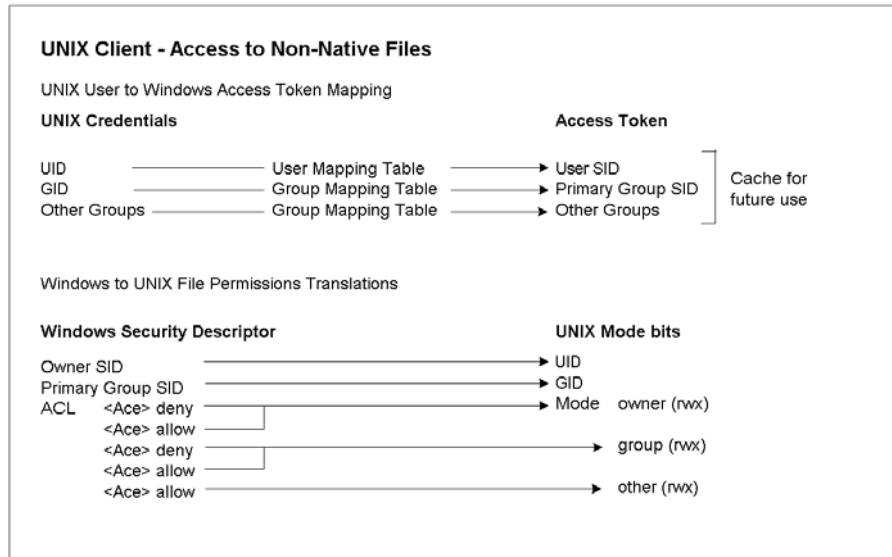 UNIX Client - Access to Non-Native Files
UNIX User to Windows Access Token Mapping
UNIX Credentials Access Token
UID User Mapping Table User SID
GID Group Mapping Table Primary Group SID
Other Groups Group Mapping Table Other Groups
Cache for
future use
Windows to UNIX File Permissions Translations
Windows Security Descriptor UNIX Mode bits
Owner SID UID
Primary Group SID GID
ACL <Ace> deny Mode owner (rwx)
<Ace> allow
<Ace> deny group (rwx)
<Ace> allow
<Ace> allow other (rwx)